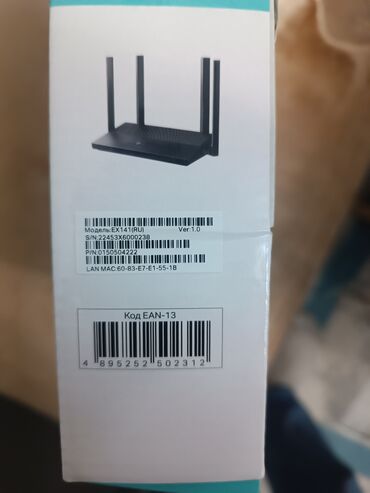 Модель:EX141(RU) Ver:1.0
S/N:22453X6000238
P/N:0150504222
LAN MAC:60-B3-E7-E1-55-1B
Код EAN-13
4 895252 502312